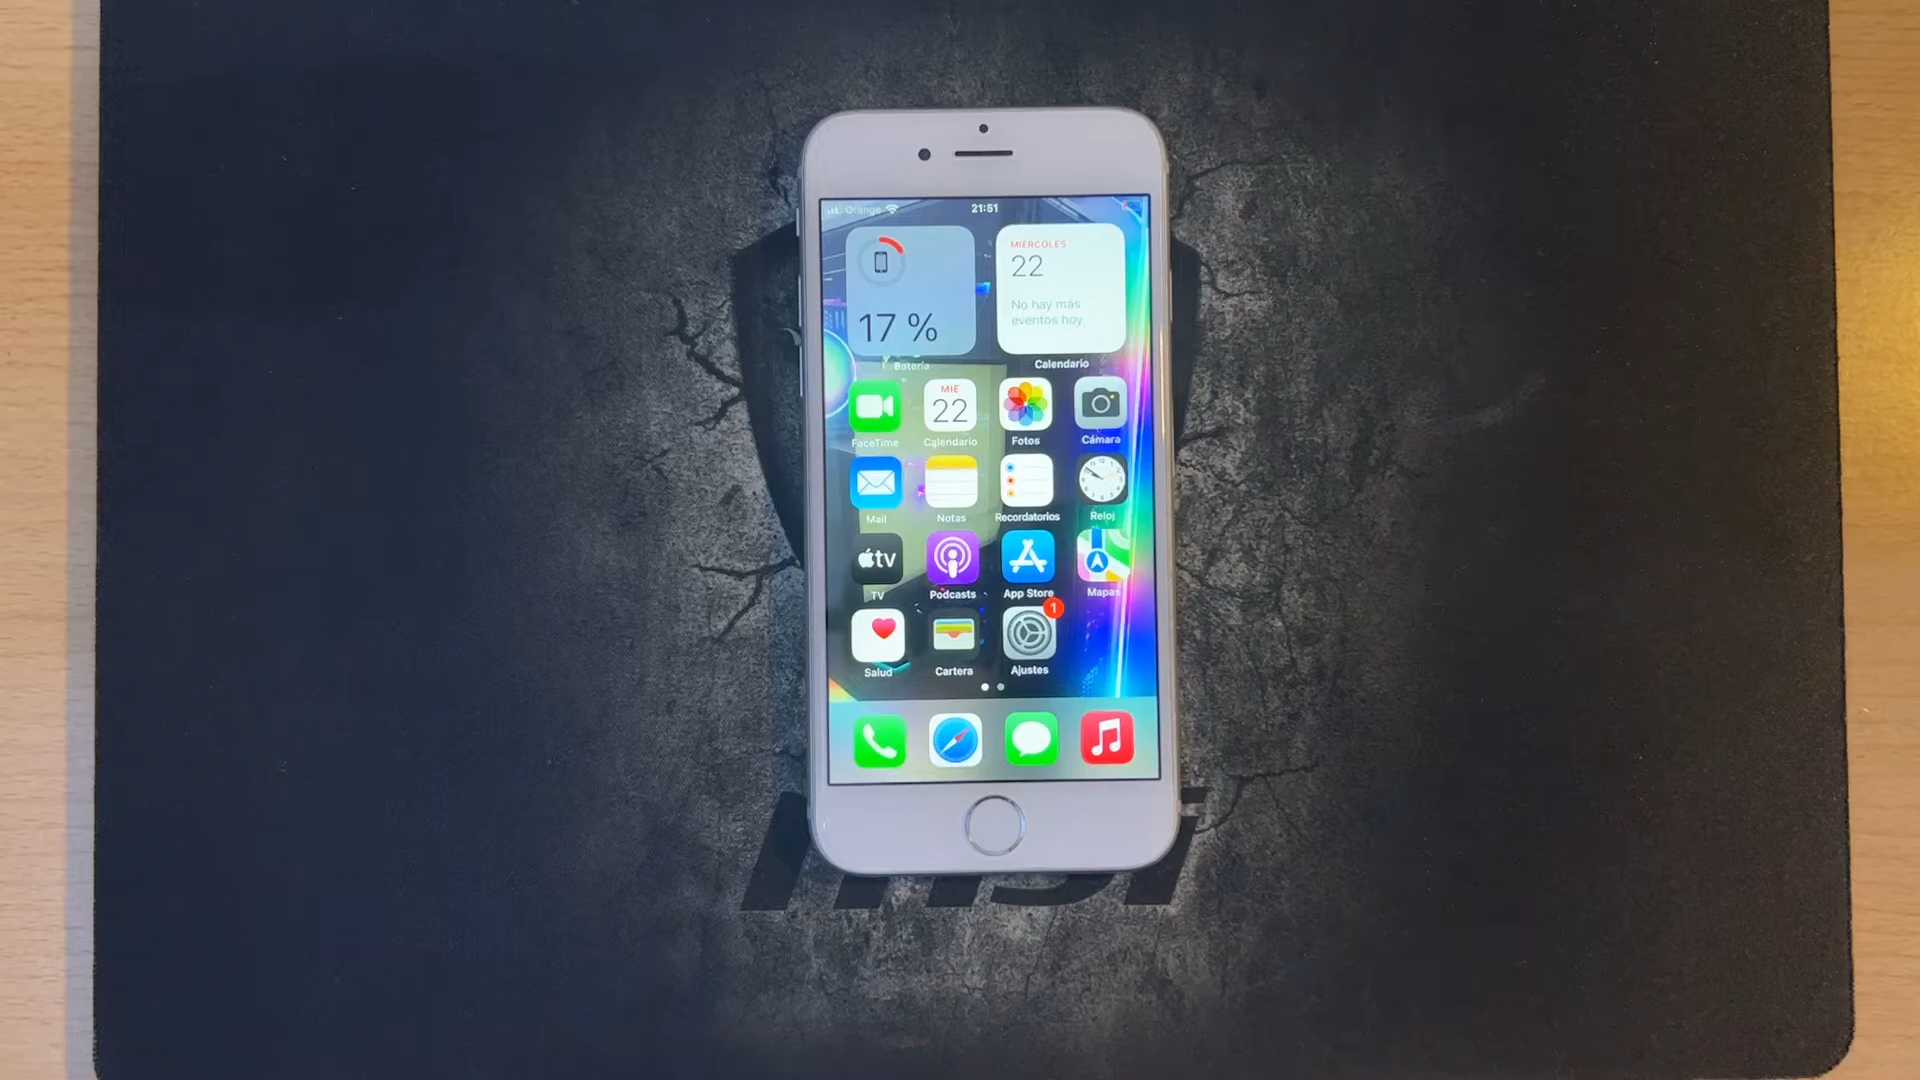 Orange 21:51
17 %
Batería
MIÉRCOLES
22
No hay más
eventos hoy
Calendario
MIÉ
22
FaceTime Calendario Fotos Cámara
Mail Notas Recordatorios Reloj
tv
TV Podcasts App Store Mapas
1
Salud Cartera Ajustes
msi